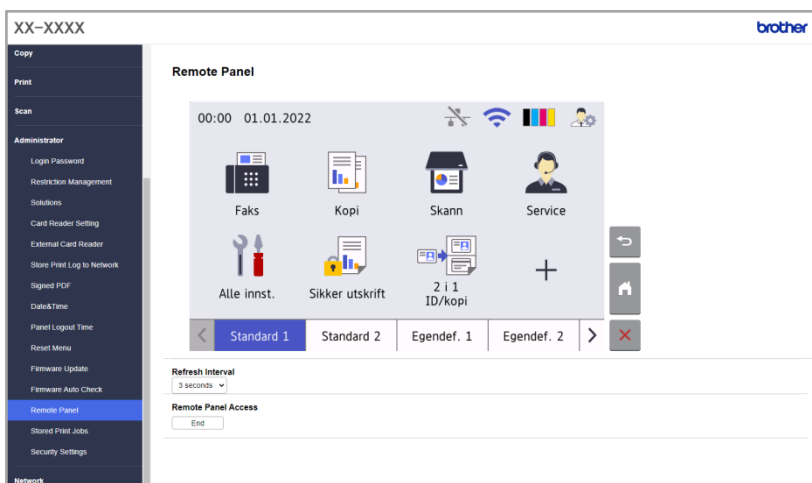 XX-XXXX
brother
Copy
Print
Scan
Administrator
Login Password
Restriction Management
Solutions
Card Reader Setting
External Card Reader
Store Print Log to Network
Signed PDF
Date&Time
Panel Logout Time
Reset Menu
Firmware Update
Firmware Auto Check
Remote Panel
Stored Print Jobs
Security Settings
Network
Remote Panel
00:00 01.01.2022
Faks
Kopi
Skann
Service
Alle innst.
Sikker utskrift
2 i 1
ID/kopi
Standard 1
Standard 2
Egendef. 1
Egendef. 2
Refresh Interval
3 seconds
Remote Panel Access
End